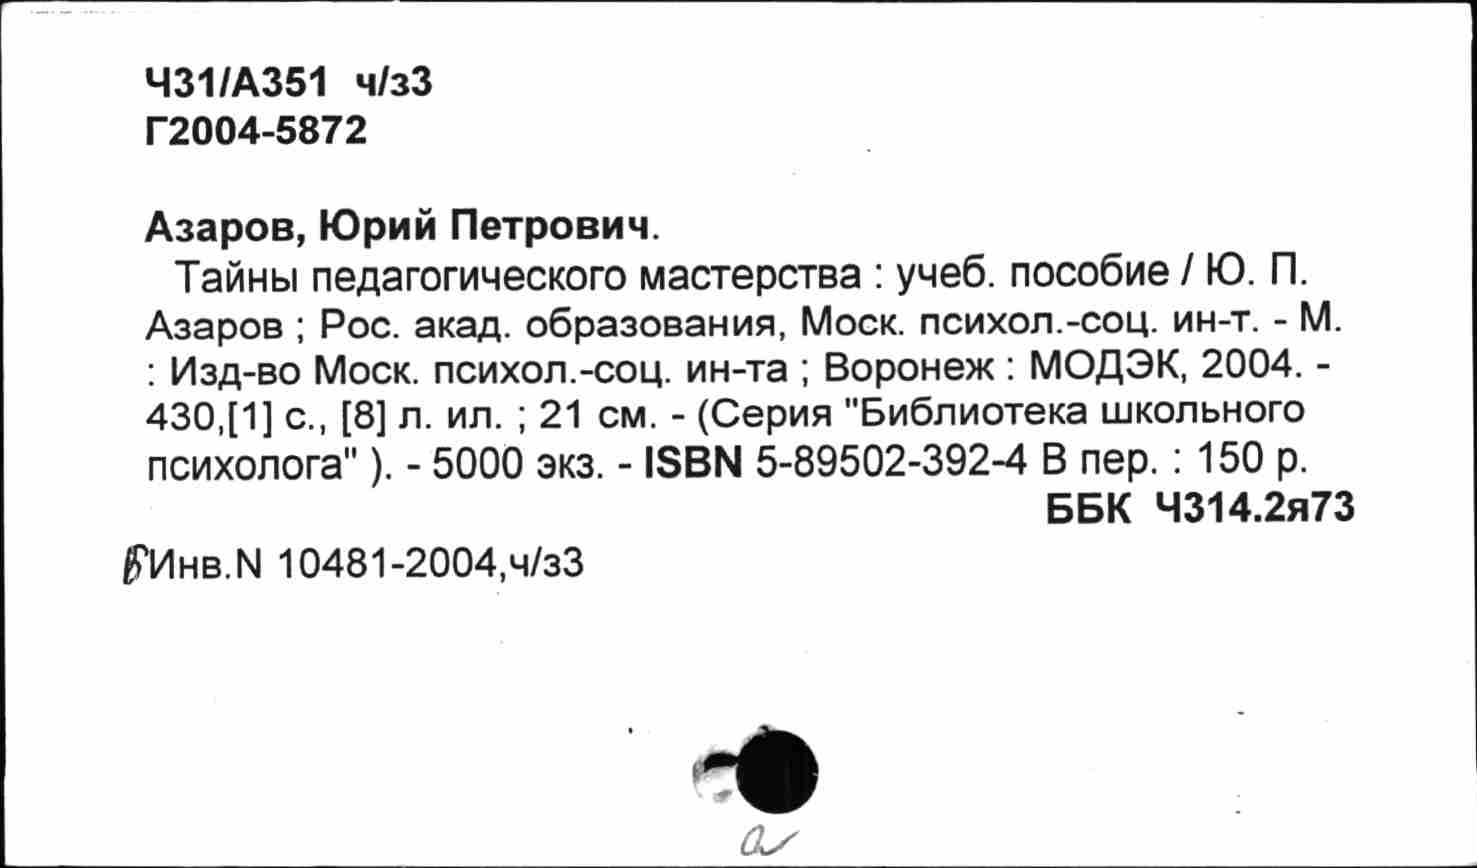 Ч31/А351 ч/з3
Г2004-5872
Азаров, Юрий Петрович.
Тайны педагогического мастерства : учеб. пособие / Ю. П.
Азаров ; Рос. акад. образования, Моск. психол.-соц. ин-т. - М.
: Изд-во Моск. психол.-соц. ин-та ; Воронеж : МОДЭК, 2004. -
430,[1] с., [8] л. ил. ; 21 см. - (Серия "Библиотека школьного
психолога" ). - 5000 экз. - ISBN 5-89502-392-4 В пер. : 150 р.
ББК Ч314.2я73
Инв.N 10481-2004,ч/з3